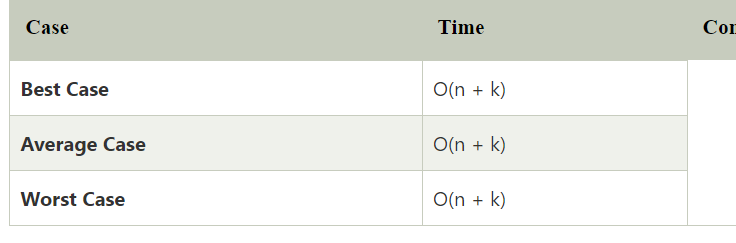 Case Time
Best Case O(n + k)
Average Case O(n + k)
Worst Case O(n + k)